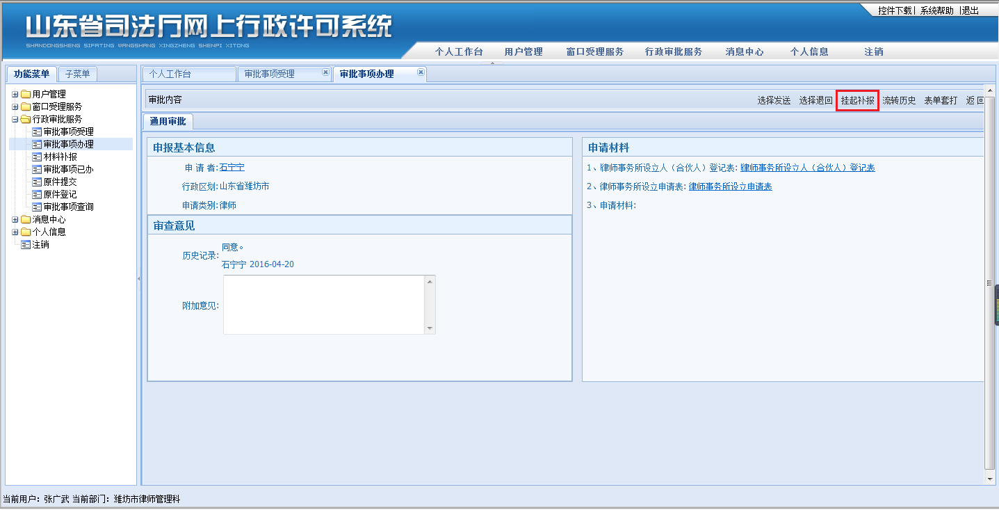 控件下载| 系统帮助 |退出
山东省司法厅网上行政许可系统
SHANDONGSHENG SIFATING WANGSHANG XINGZHENG SHENPI XITONG
个人工作台 用户管理 窗口受理服务 行政审批服务 消息中心 个人信息 注销
功能菜单 子菜单
用户管理
窗口受理服务
行政审批服务
审批事项受理
审批事项办理
材料补报
审批事项已办
原件提交
原件登记
审批事项查询
消息中心
个人信息
注销
个人工作台 审批事项受理 审批事项办理
审批内容 选择发送 选择退回 挂起补报 流转历史 表单套打 返 回
通用审批
申报基本信息
申 请 者:石宁宁
行政区划:山东省潍坊市
申请类别:律师
审查意见
历史记录:
同意。
石宁宁 2016-04-20
附加意见:
申请材料
1、律师事务所设立人（合伙人）登记表: 律师事务所设立人（合伙人）登记表
2、律师事务所设立申请表: 律师事务所设立申请表
3、申请材料:
当前用户：张广武 当前部门：潍坊市律师管理科